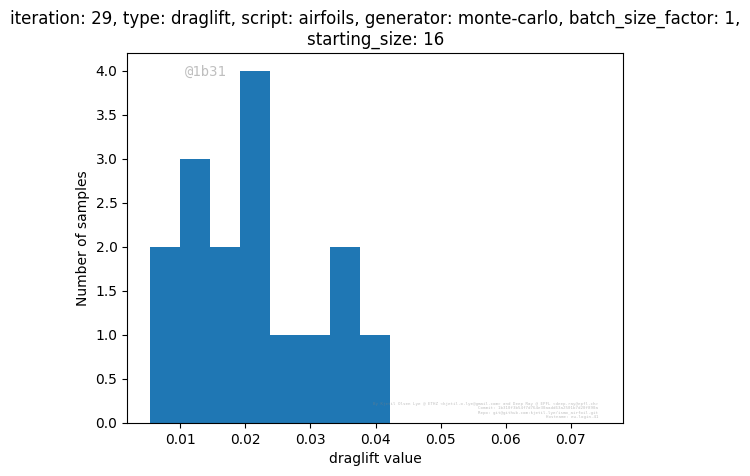 iteration: 29, type: draglift, script: airfoils, generator: monte-carlo, batch_size_factor: 1,
starting_size: 16
@1b31
4.0
3.5
3.0
2.5
2.0
1.5
1.0
0.5
0.0
Number of samples
0.01 0.02 0.03 0.04 0.05 0.06 0.07
draglift value